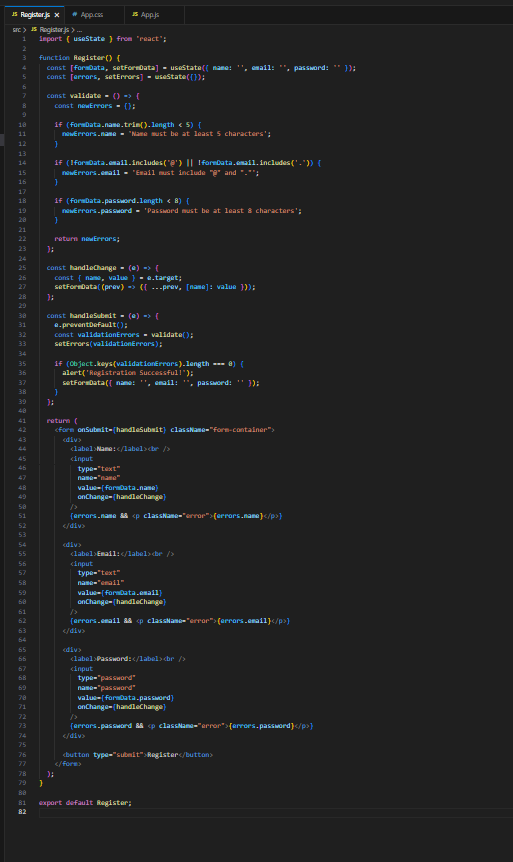 JS Register.js × # App.css JS App.js
src > JS Register.js > ...
1 import { useState } from 'react';
2
3 function Register() {
4 const [formData, setFormData] = useState({ name: '', email: '', password: '' });
5 const [errors, setErrors] = useState({});
6
7 const validate = () => {
8 const newErrors = {};
9
10 if (formData.name.trim().length < 5) {
11 newErrors.name = 'Name must be at least 5 characters';
12 }
13
14 if (!formData.email.includes('@') || !formData.email.includes('.')) {
15 newErrors.email = 'Email must include "@" and "."';
16 }
17
18 if (formData.password.length < 8) {
19 newErrors.password = 'Password must be at least 8 characters';
20 }
21
22 return newErrors;
23 };
24
25 const handleChange = (e) => {
26 const { name, value } = e.target;
27 setFormData((prev) => ({ ...prev, [name]: value }));
28 };
29
30 const handleSubmit = (e) => {
31 e.preventDefault();
32 const validationErrors = validate();
33 setErrors(validationErrors);
34
35 if (Object.keys(validationErrors).length === 0) {
36 alert('Registration Successful!');
37 setFormData({ name: '', email: '', password: '' });
38 }
39 };
40
41 return (
42 <form onSubmit={handleSubmit} className="form-container">
43 <div>
44 <label>Name:</label><br />
45 <input
46 type="text"
47 name="name"
48 value={formData.name}
49 onChange={handleChange}
50 />
51 {errors.name && <p className="error">{errors.name}</p>}
52 </div>
53
54 <div>
55 <label>Email:</label><br />
56 <input
57 type="text"
58 name="email"
59 value={formData.email}
60 onChange={handleChange}
61 />
62 {errors.email && <p className="error">{errors.email}</p>}
63 </div>
64
65 <div>
66 <label>Password:</label><br />
67 <input
68 type="password"
69 name="password"
70 value={formData.password}
71 onChange={handleChange}
72 />
73 {errors.password && <p className="error">{errors.password}</p>}
74 </div>
75
76 <button type="submit">Register</button>
77 </form>
78 );
79 }
80
81 export default Register;
82